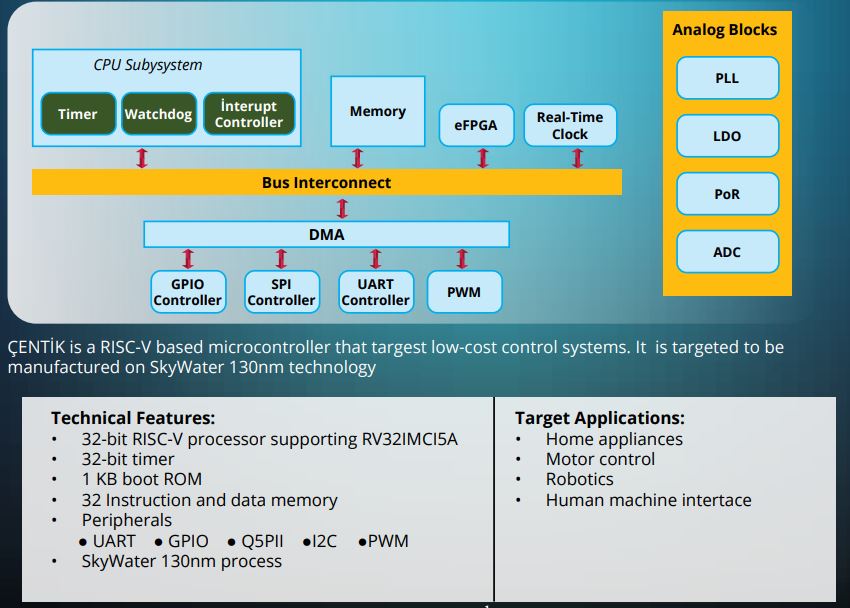 Analog Blocks
CPU Subysystem
PLL
Timer
Watchdog
İnterupt
Controller
Memory
eFPGA
Real-Time
Clock
LDO
Bus Interconnect
PoR
DMA
ADC
GPIO
Controller
SPI
Controller
UART
Controller
PWM
ÇENTİK is a RISC-V based microcontroller that targest low-cost control systems. It is targeted to be
manufactured on SkyWater 130nm technology
Technical Features:
• 32-bit RISC-V processor supporting RV32IMCI5A
• 32-bit timer
• 1 KB boot ROM
• 32 Instruction and data memory
• Peripherals
● UART ● GPIO ● Q5PII ●I2C ●PWM
• SkyWater 130nm process
Target Applications:
• Home appliances
• Motor control
• Robotics
• Human machine intertace